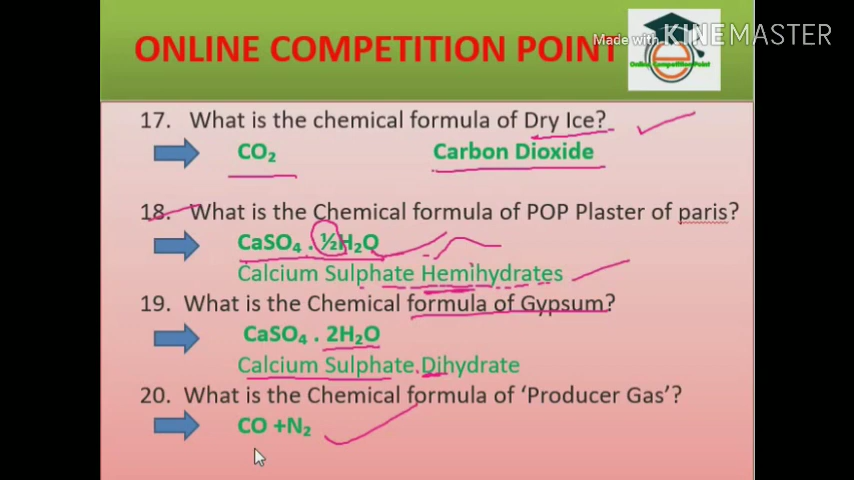 ONLINE COMPETITION POINT
Made with KINEMASTER
Online CompetitionPoint
17. What is the chemical formula of Dry Ice?
CO₂ Carbon Dioxide
18. What is the Chemical formula of POP Plaster of paris?
CaSO₄ . ½H₂O
Calcium Sulphate Hemihydrates
19. What is the Chemical formula of Gypsum?
CaSO₄ . 2H₂O
Calcium Sulphate Dihydrate
20. What is the Chemical formula of ‘Producer Gas’?
CO +N₂